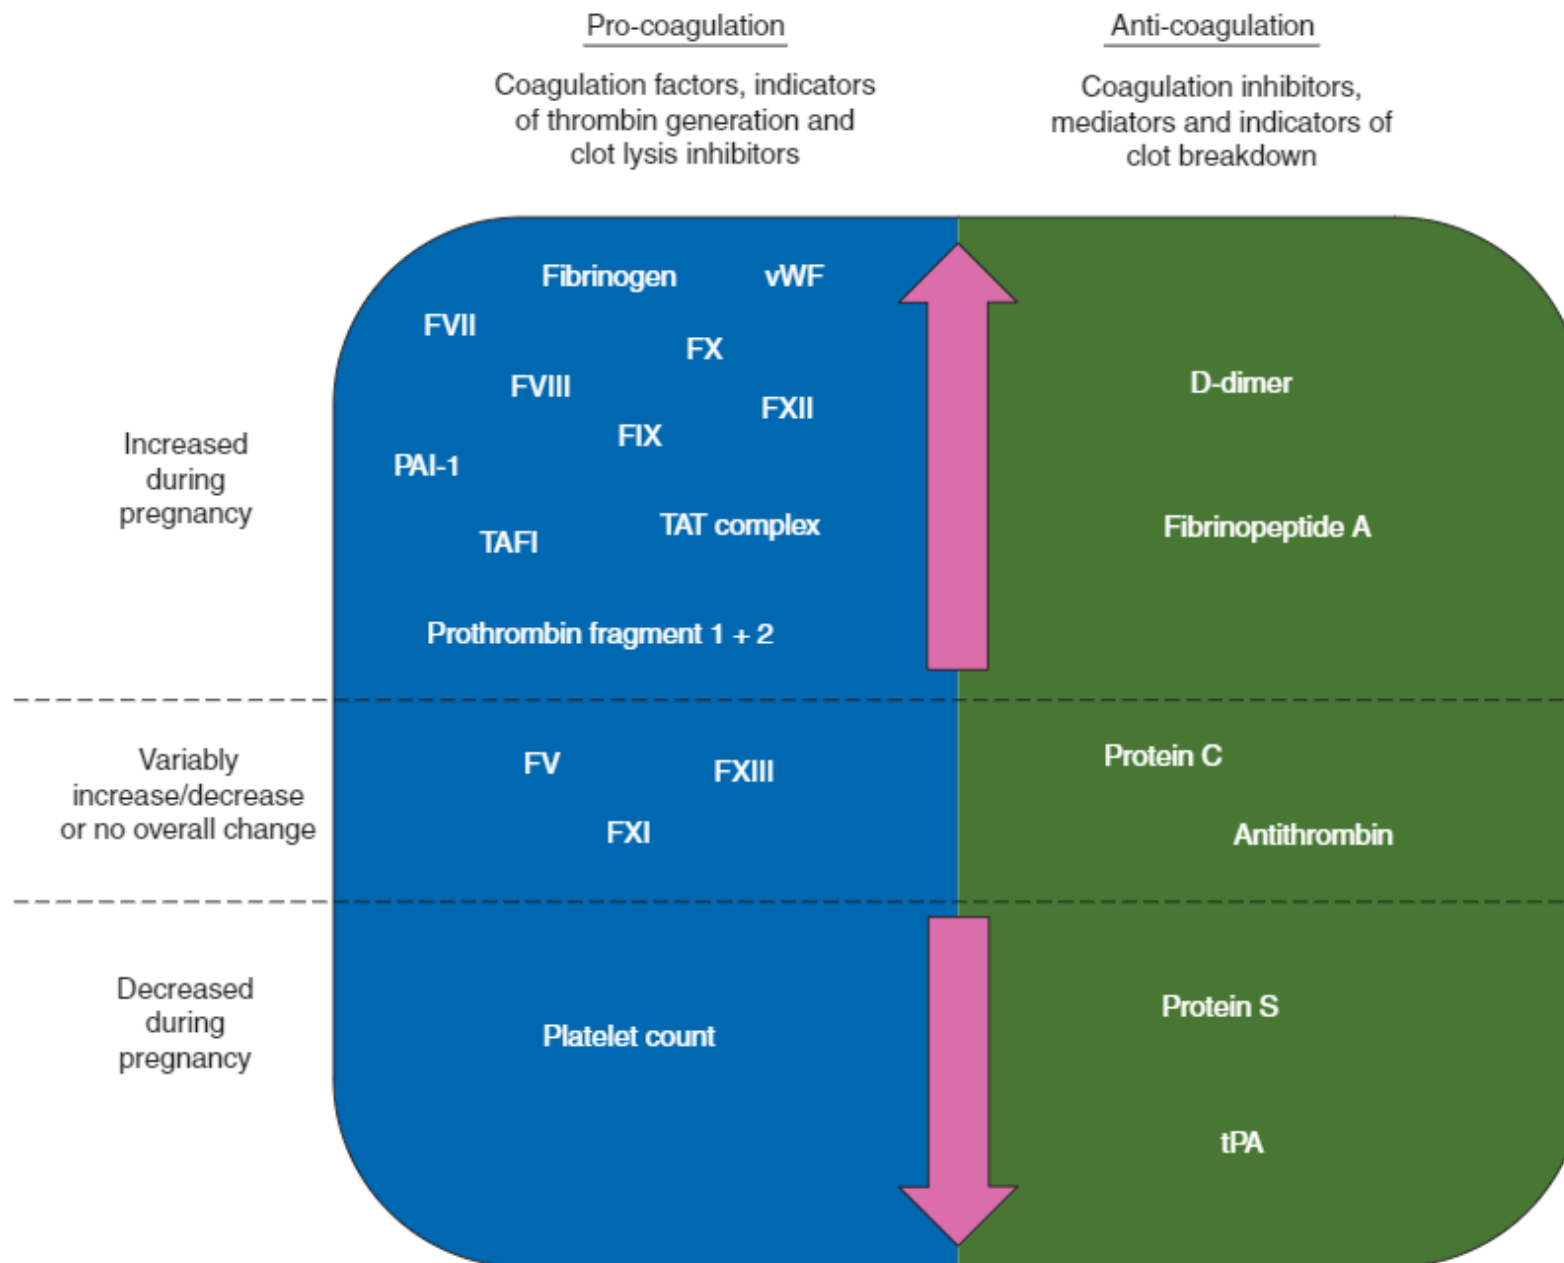 Pro-coagulation
Coagulation factors, indicators
of thrombin generation and
clot lysis inhibitors
Anti-coagulation
Coagulation inhibitors,
mediators and indicators of
clot breakdown
Increased
during
pregnancy
Fibrinogen
vWF
FVII
FX
FVIII
FXII
FIX
PAI-1
TAFI
TAT complex
Prothrombin fragment 1 + 2
D-dimer
Fibrinopeptide A
Variably
increase/decrease
or no overall change
FV
FXIII
FXI
Protein C
Antithrombin
Decreased
during
pregnancy
Platelet count
Protein S
tPA